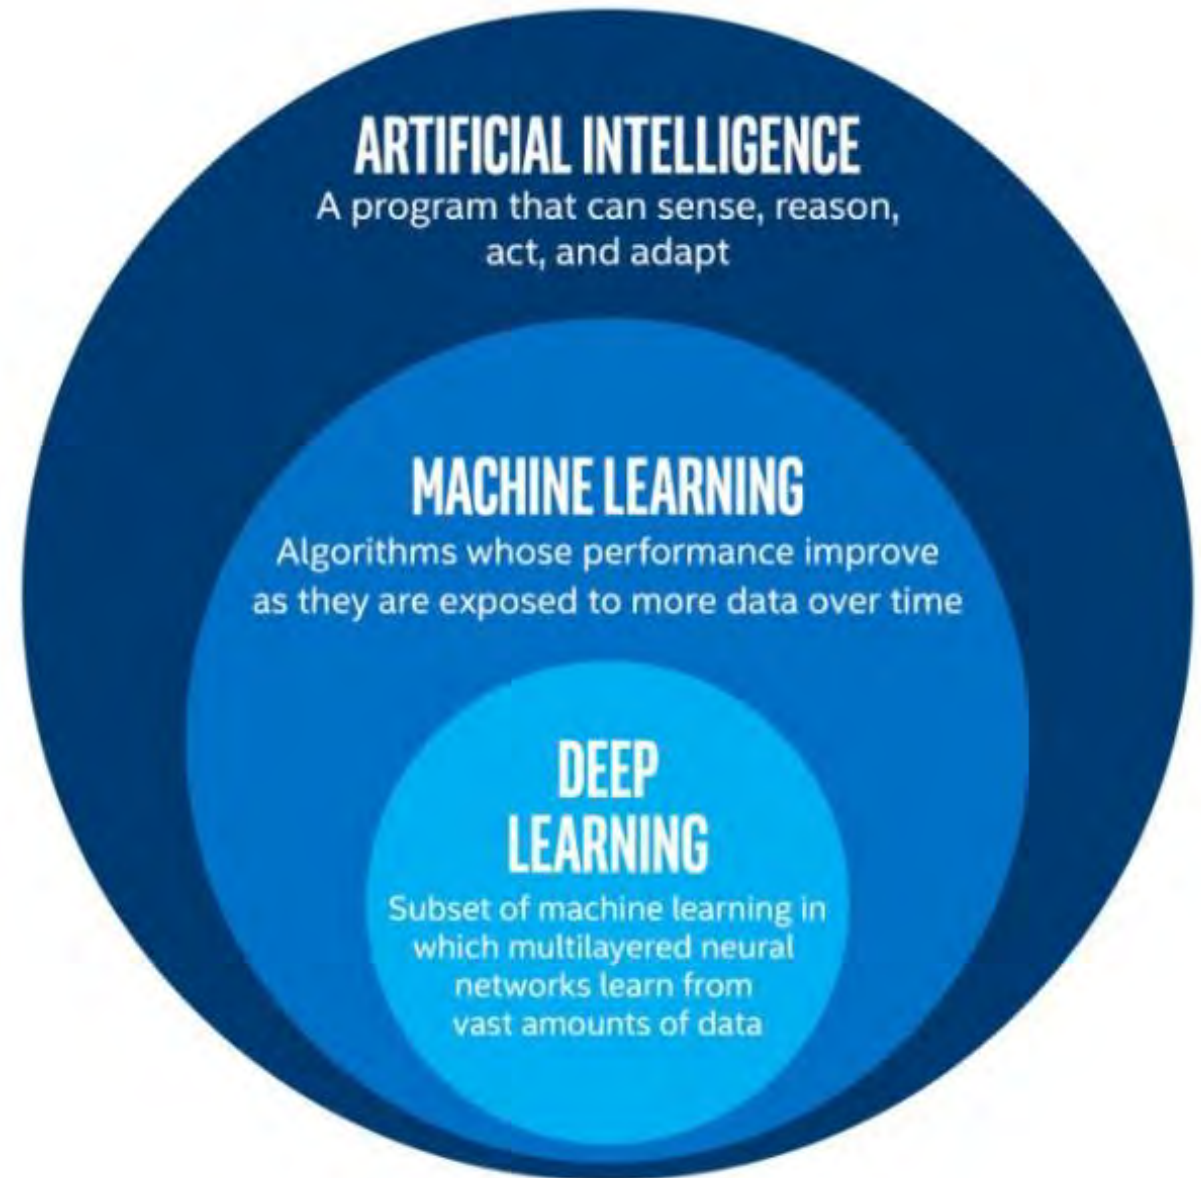 ARTIFICIAL INTELLIGENCE
A program that can sense, reason,
act, and adapt
MACHINE LEARNING
Algorithms whose performance improve
as they are exposed to more data over time
DEEP
LEARNING
Subset of machine learning in
which multilayered neural
networks learn from
vast amounts of data